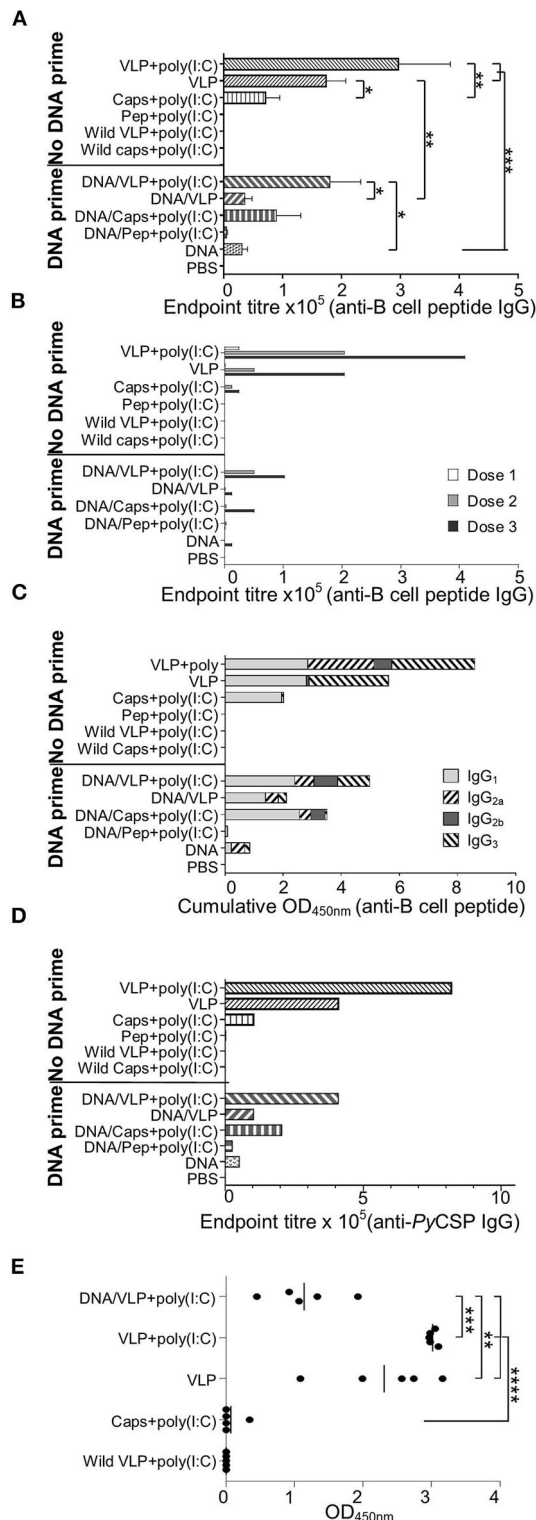 A
No DNA prime
VLP+poly(I:C)
VLP
Caps+poly(I:C)
Pep+poly(I:C)
Wild VLP+poly(I:C)
Wild caps+poly(I:C)
DNA prime
DNA/VLP+poly(I:C)
DNA/VLP
DNA/Caps+poly(I:C)
DNA/Pep+poly(I:C)
DNA
PBS
*
**
**
***
*
*
0 1 2 3 4 5
Endpoint titre x10⁵ (anti-B cell peptide IgG)
B
No DNA prime
VLP+poly(I:C)
VLP
Caps+poly(I:C)
Pep+poly(I:C)
Wild VLP+poly(I:C)
Wild caps+poly(I:C)
DNA prime
DNA/VLP+poly(I:C)
DNA/VLP
DNA/Caps+poly(I:C)
DNA/Pep+poly(I:C)
DNA
PBS
Dose 1
Dose 2
Dose 3
0 1 2 3 4 5
Endpoint titre x10⁵ (anti-B cell peptide IgG)
C
No DNA prime
VLP+poly
VLP
Caps+poly(I:C)
Pep+poly(I:C)
Wild VLP+poly(I:C)
Wild Caps+poly(I:C)
DNA prime
DNA/VLP+poly(I:C)
DNA/VLP
DNA/Caps+poly(I:C)
DNA/Pep+poly(I:C)
DNA
PBS
IgG₁
IgG₂ₐ
IgG2b
IgG₃
0 2 4 6 8 10
Cumulative OD450nm (anti-B cell peptide)
D
No DNA prime
VLP+poly(I:C)
VLP
Caps+poly(I:C)
Pep+poly(I:C)
Wild VLP+poly(I:C)
Wild Caps+poly(I:C)
DNA prime
DNA/VLP+poly(I:C)
DNA/VLP
DNA/Caps+poly(I:C)
DNA/Pep+poly(I:C)
DNA
PBS
0 5 10
Endpoint titre x 10⁵(anti-PyCSP IgG)
E
DNA/VLP+poly(I:C)
VLP+poly(I:C)
VLP
Caps+poly(I:C)
Wild VLP+poly(I:C)
***
**
****
0 1 2 3 4
OD450nm